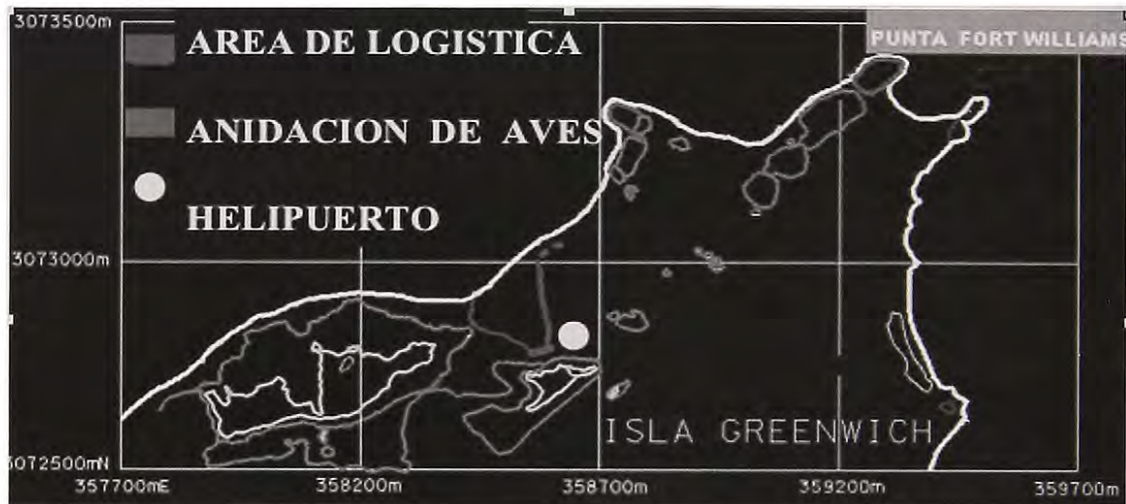 3073500m
AREA DE LOGISTICA
PUNTA FORT WILLIAMS
ANIDACION DE AVES
HELIPUERTO
3073000m
ISLA GREENWICH
3072500mN
357700mE 358200m 358700m 359200m 359700m